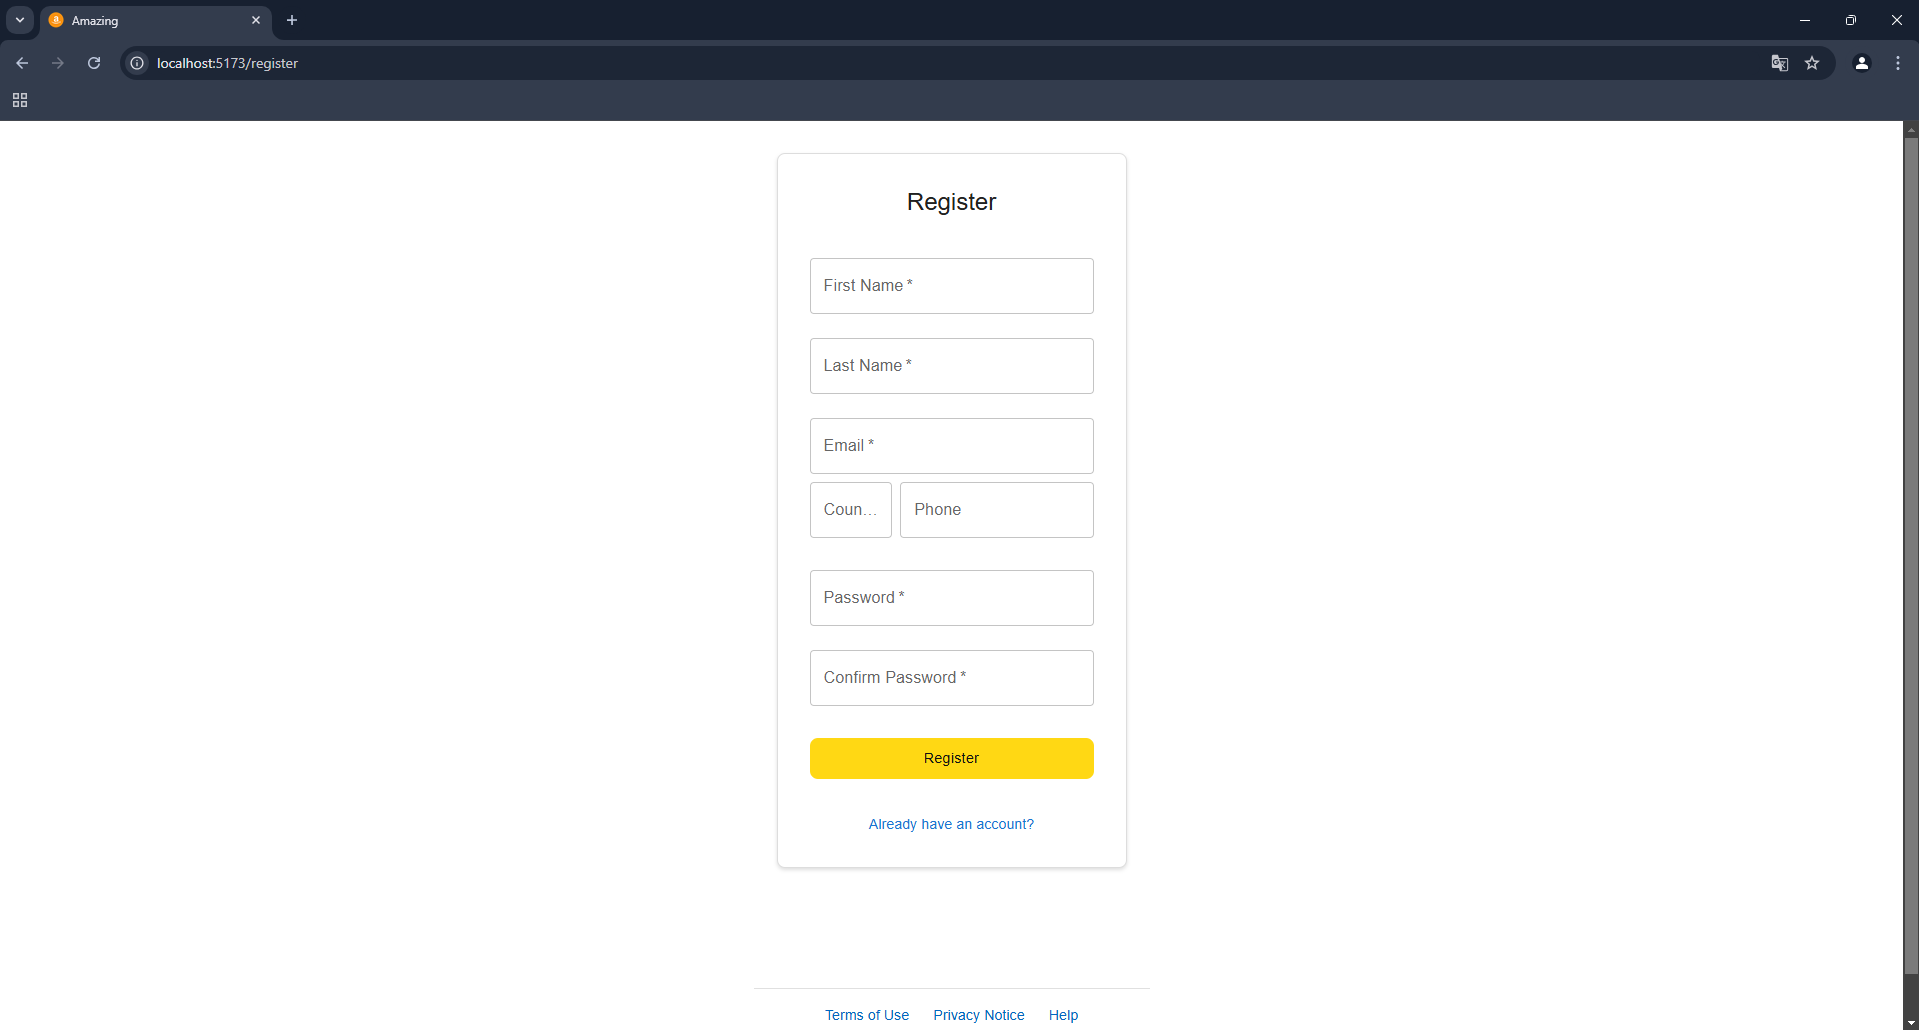 Amazing
localhost:5173/register
Register
First Name *
Last Name *
Email *
Coun... Phone
Password *
Confirm Password *
Register
Already have an account?
Terms of Use Privacy Notice Help